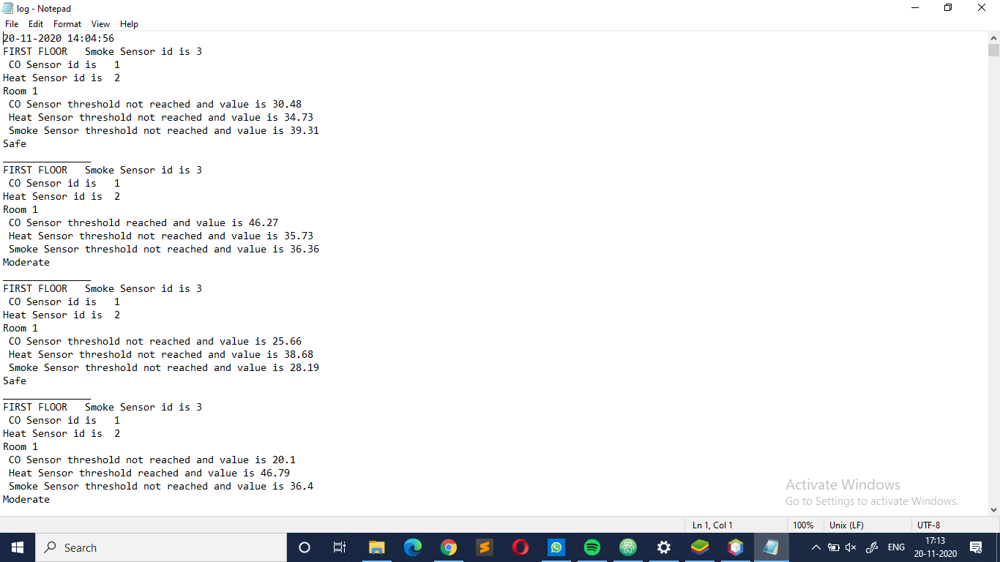 log - Notepad
File Edit Format View Help
20-11-2020 14:04:56
FIRST FLOOR   Smoke Sensor id is 3
 CO Sensor id is   1
Heat Sensor id is  2
Room 1
 CO Sensor threshold not reached and value is 30.48
 Heat Sensor threshold not reached and value is 34.73
 Smoke Sensor threshold not reached and value is 39.31
Safe
_______________
FIRST FLOOR   Smoke Sensor id is 3
 CO Sensor id is   1
Heat Sensor id is  2
Room 1
 CO Sensor threshold reached and value is 46.27
 Heat Sensor threshold not reached and value is 35.73
 Smoke Sensor threshold not reached and value is 36.36
Moderate
_______________
FIRST FLOOR   Smoke Sensor id is 3
 CO Sensor id is   1
Heat Sensor id is  2
Room 1
 CO Sensor threshold not reached and value is 25.66
 Heat Sensor threshold not reached and value is 38.68
 Smoke Sensor threshold not reached and value is 28.19
Safe
_______________
FIRST FLOOR   Smoke Sensor id is 3
 CO Sensor id is   1
Heat Sensor id is  2
Room 1
 CO Sensor threshold not reached and value is 20.1
 Heat Sensor threshold reached and value is 46.79
 Smoke Sensor threshold not reached and value is 36.4
Moderate
Activate Windows
Go to Settings to activate Windows.
Ln 1, Col 1 100% Unix (LF) UTF-8
Search
ENG
17:13
20-11-2020